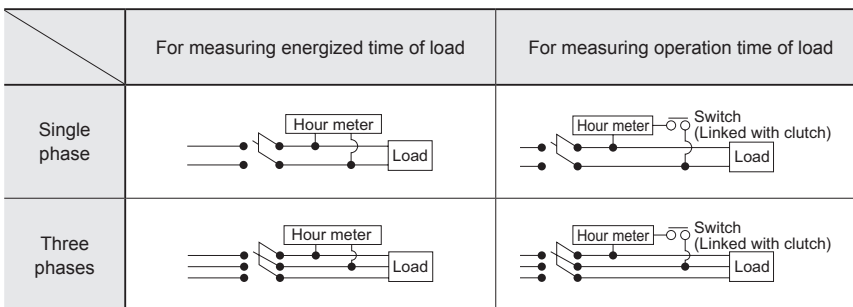 For measuring energized time of load
For measuring operation time of load
Single
phase
Hour meter
Load
Hour meter
Switch
(Linked with clutch)
Load
Three
phases
Hour meter
Load
Hour meter
Switch
(Linked with clutch)
Load